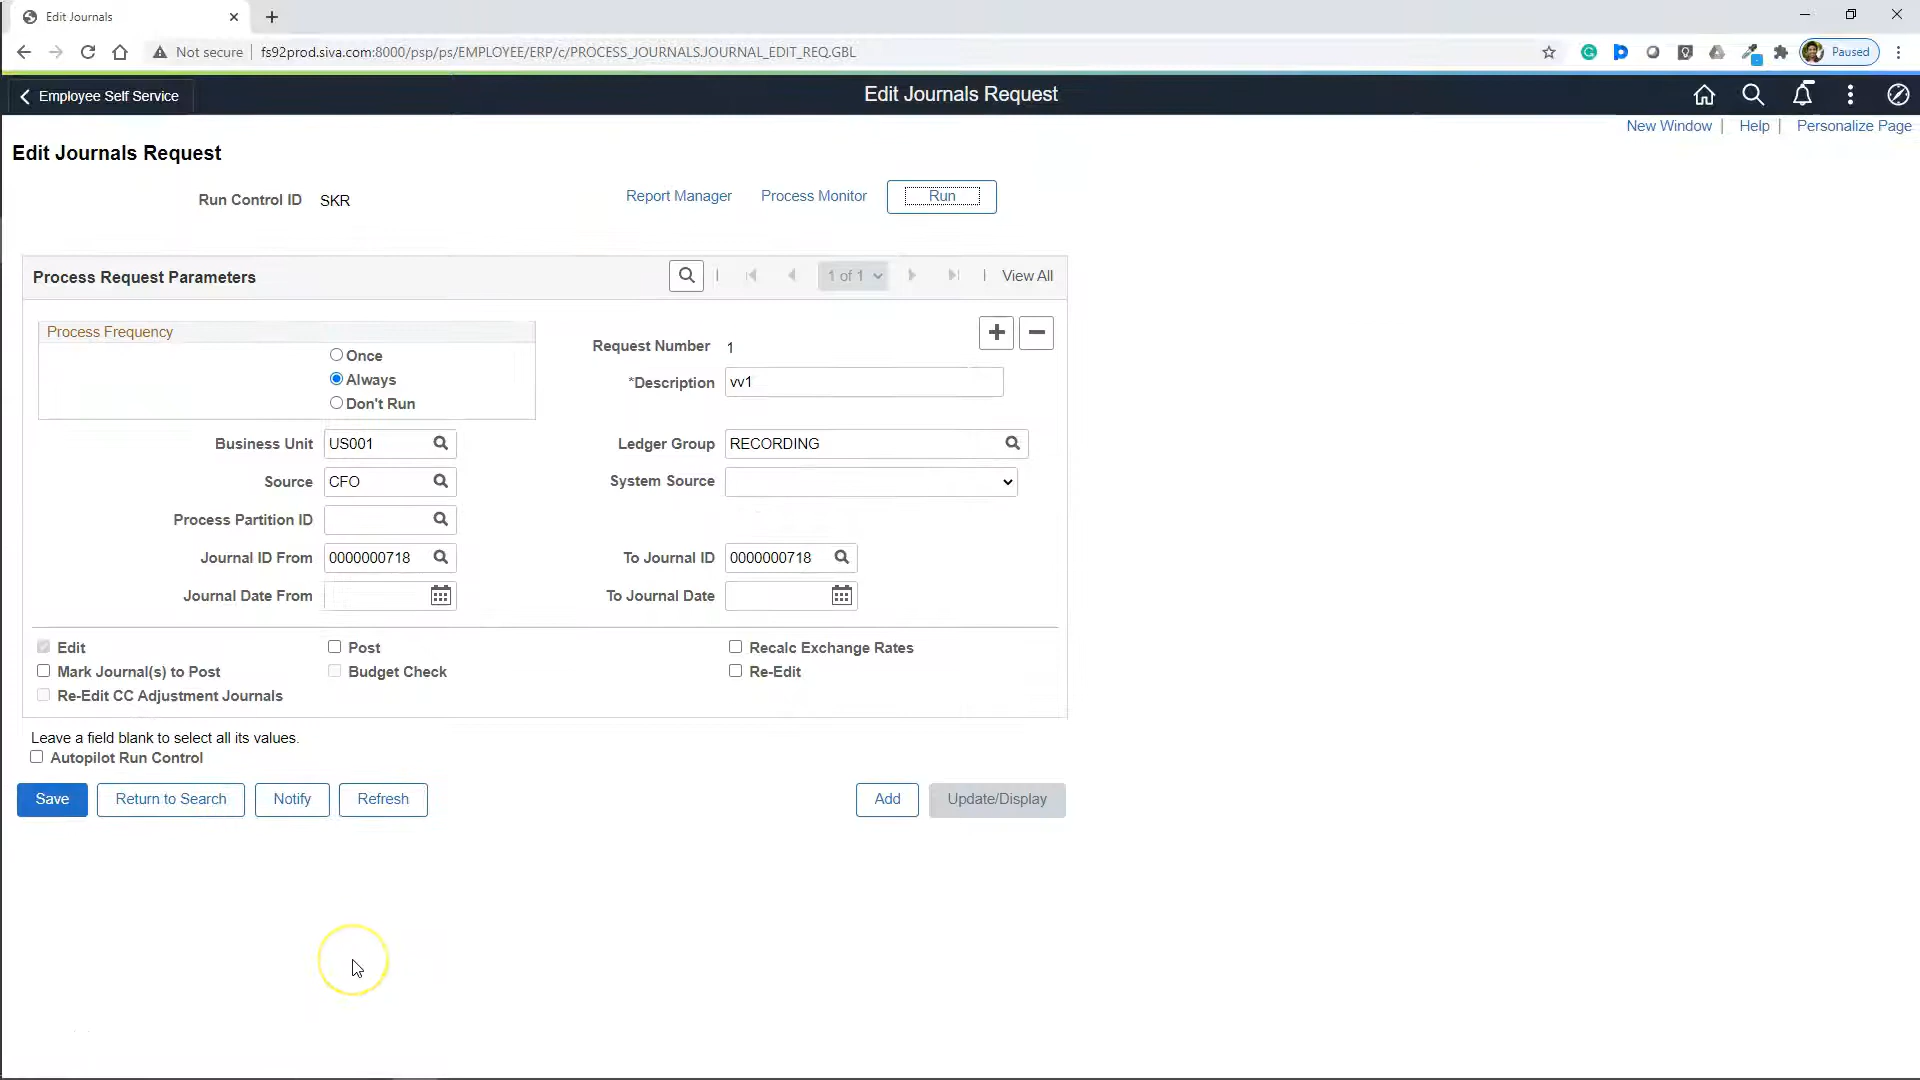 Edit Journals
Not secure fs92prod.siva.com:8000/psp/ps/EMPLOYEE/ERP/c/PROCESS_JOURNALS.JOURNAL_EDIT_REQ.GBL Paused
Employee Self Service Edit Journals Request
New Window | Help | Personalize Page
Edit Journals Request
Run Control ID SKR Report Manager Process Monitor Run
Process Request Parameters 1 of 1 View All
Process Frequency
Once
Always
Don't Run
Request Number 1
*Description vv1
Business Unit US001 Ledger Group RECORDING
Source CFO System Source
Process Partition ID
Journal ID From 0000000718 To Journal ID 0000000718
Journal Date From To Journal Date
Edit Post Recalc Exchange Rates
Mark Journal(s) to Post Budget Check Re-Edit
Re-Edit CC Adjustment Journals
Leave a field blank to select all its values.
Autopilot Run Control
Save Return to Search Notify Refresh Add Update/Display